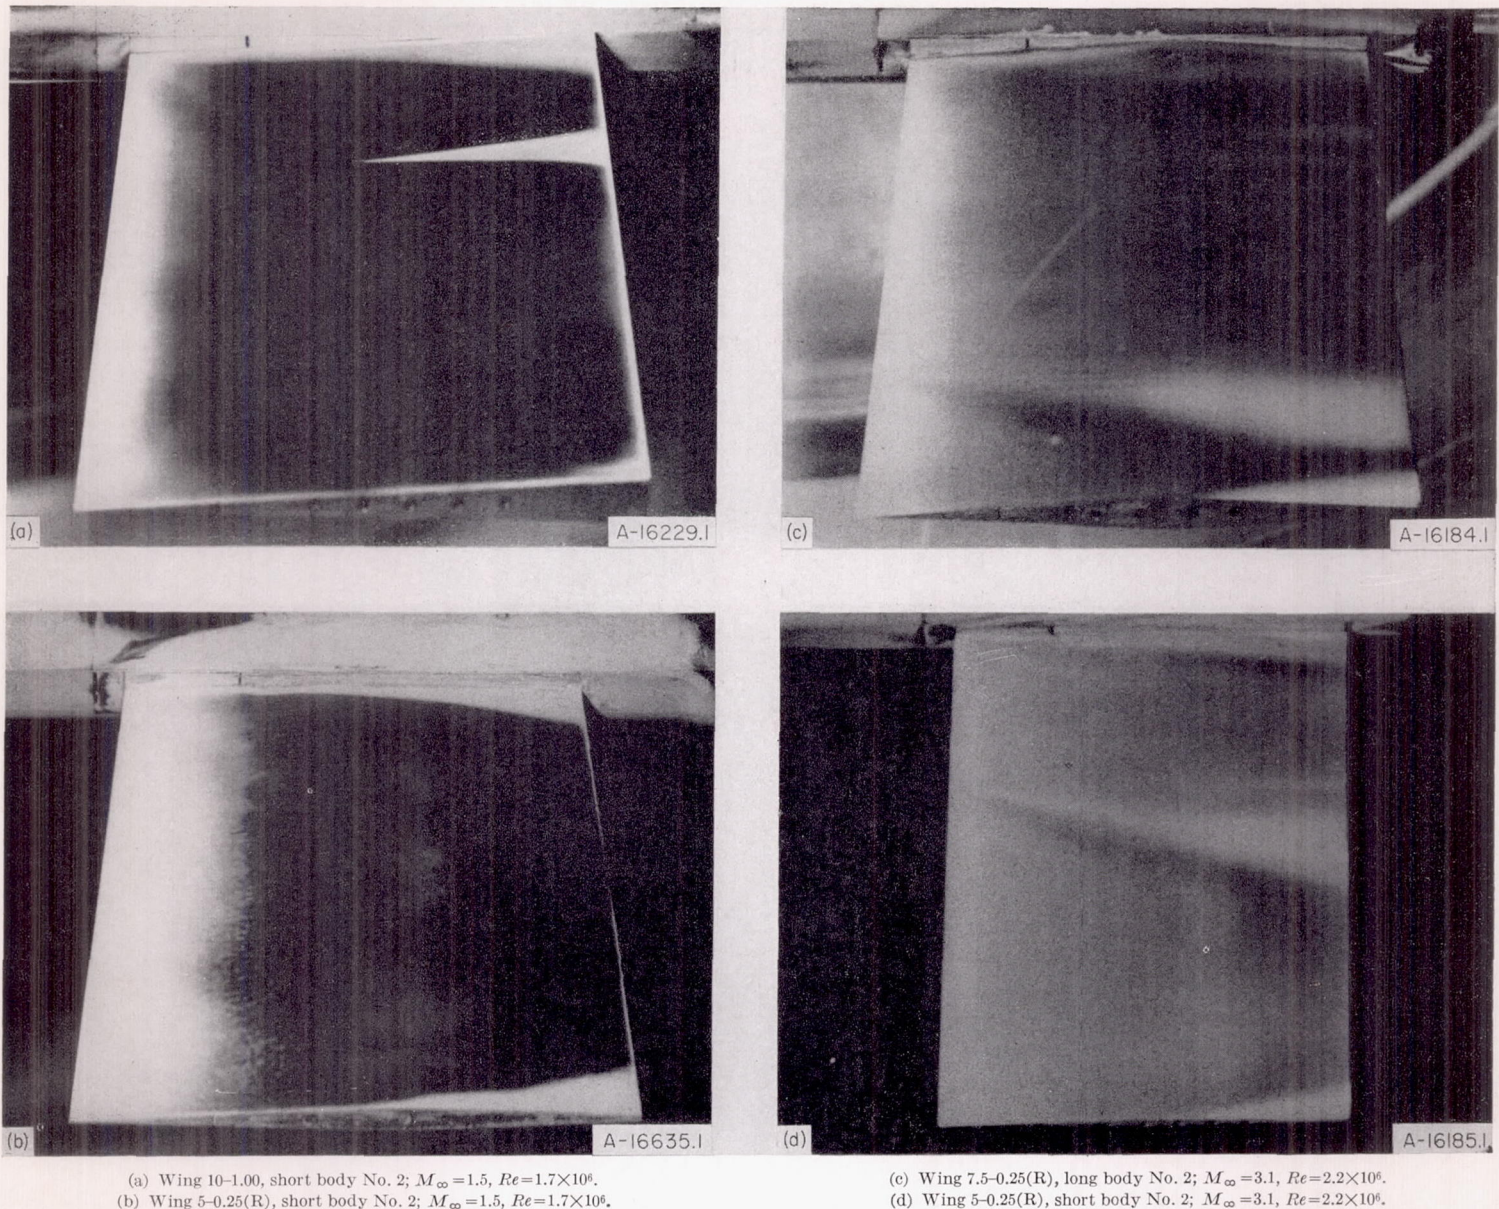 (a)
A-16229.1
(c)
A-16184.1
(b)
A-16635.1
(d)
A-16185.1
(a) Wing 10–1.00, short body No. 2; M∞=1.5, Re=1.7×10⁶.
(b) Wing 5–0.25(R), short body No. 2; M∞=1.5, Re=1.7×10⁶.
(c) Wing 7.5–0.25(R), long body No. 2; M∞=3.1, Re=2.2×10⁶.
(d) Wing 5–0.25(R), short body No. 2; M∞=3.1, Re=2.2×10⁶.